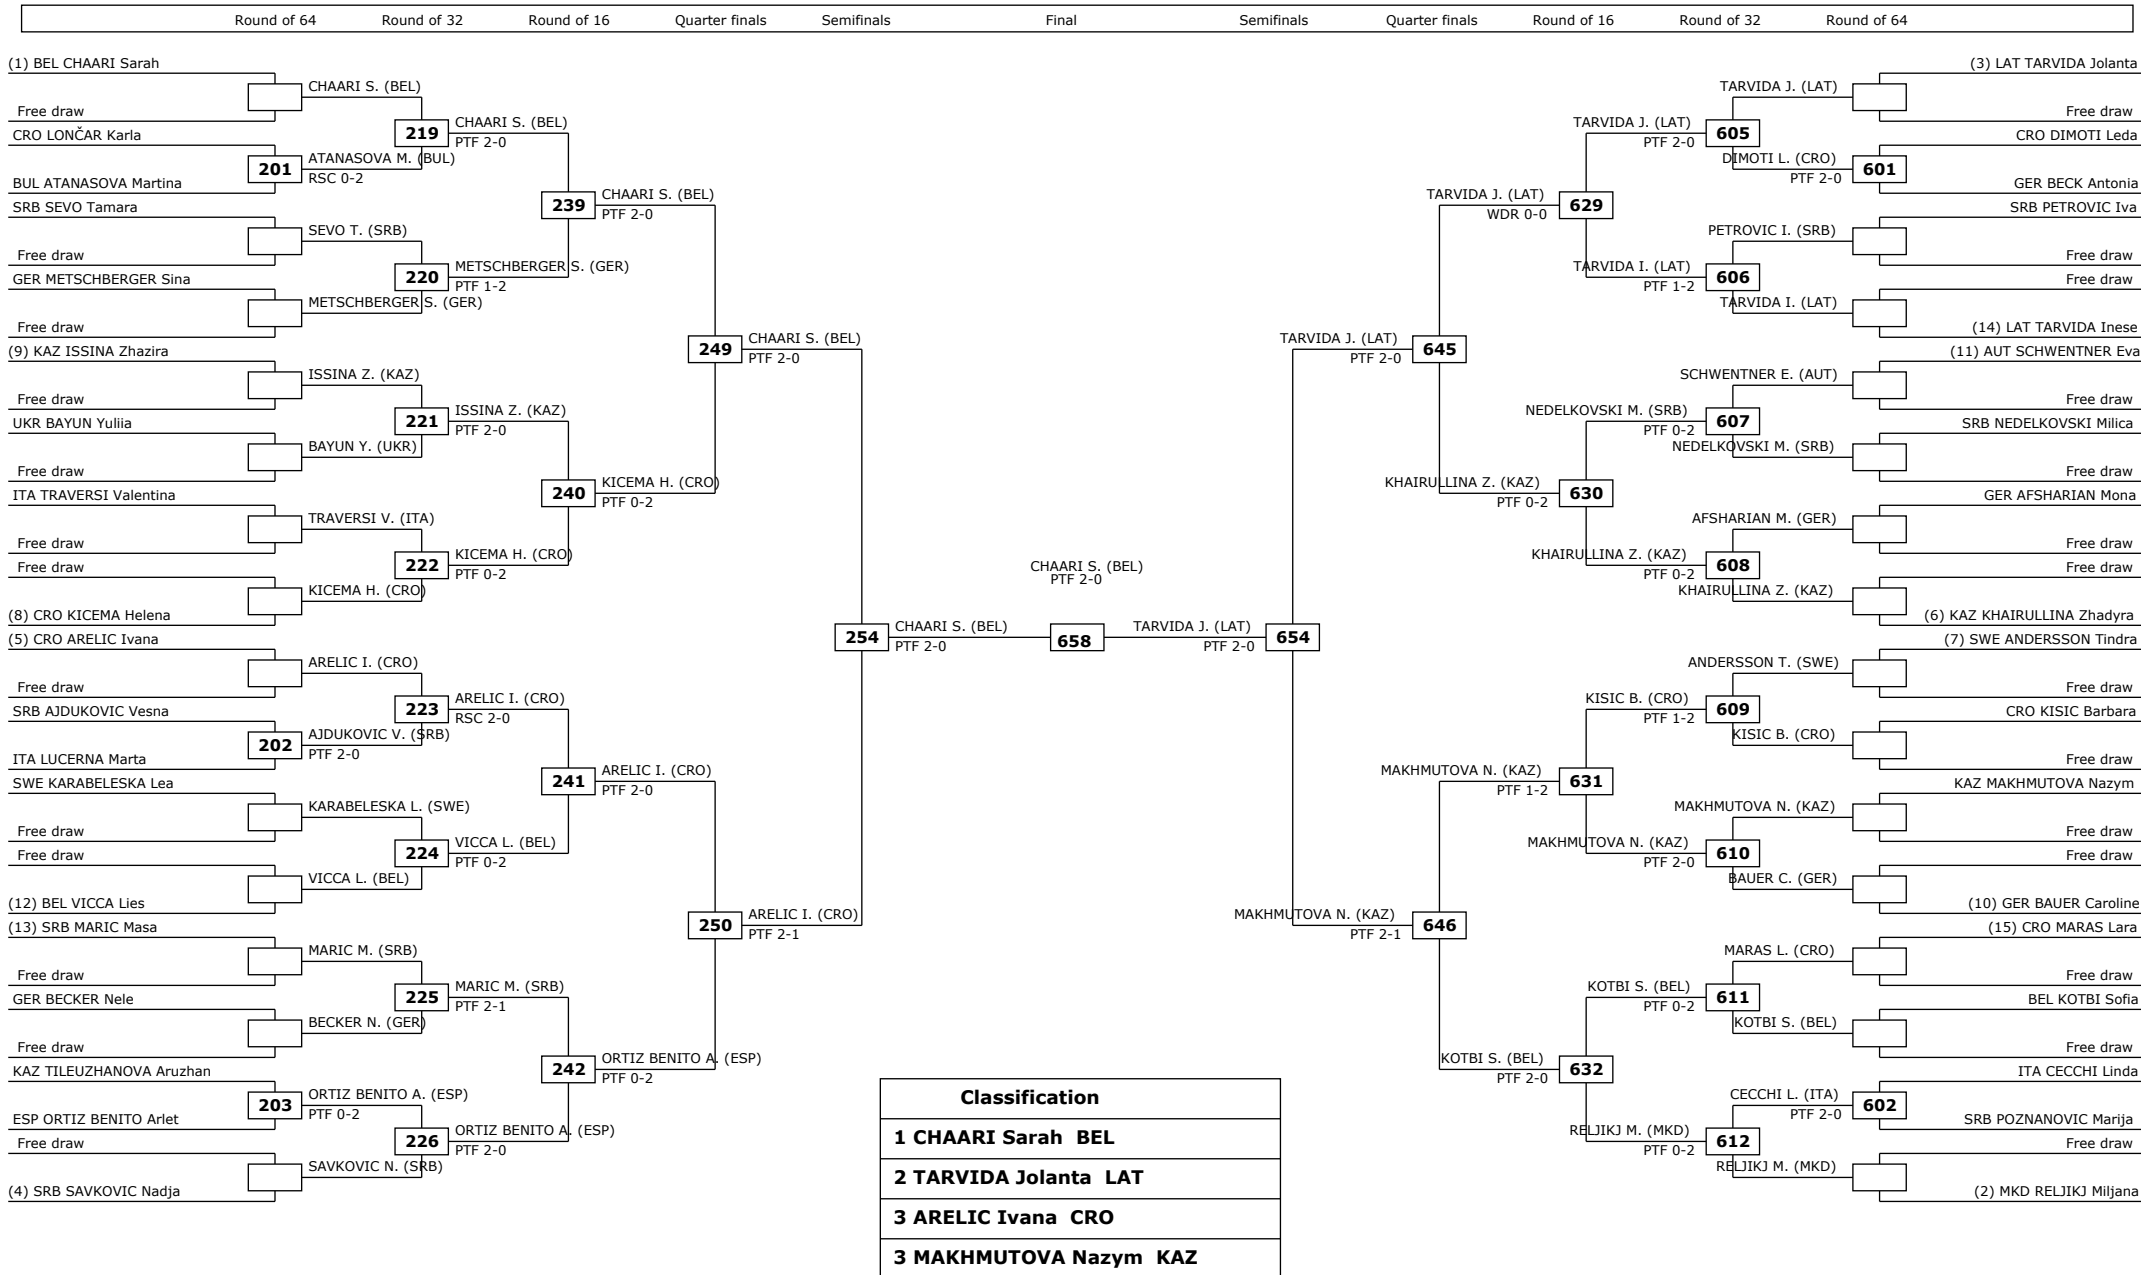 Round of 64 Round of 32 Round of 16 Quarter finals Semifinals Final Semifinals Quarter finals Round of 16 Round of 32 Round of 64
(1) BEL CHAARI Sarah
CHAARI S. (BEL)
Free draw
CHAARI S. (BEL)
219
PTF 2-0
CRO LONČAR Karla
ATANASOVA M. (BUL)
201
RSC 0-2
BUL ATANASOVA Martina
CHAARI S. (BEL)
239
PTF 2-0
SRB SEVO Tamara
SEVO T. (SRB)
Free draw
METSCHBERGER S. (GER)
220
PTF 1-2
GER METSCHBERGER Sina
METSCHBERGER S. (GER)
Free draw
CHAARI S. (BEL)
249
PTF 2-0
(9) KAZ ISSINA Zhazira
ISSINA Z. (KAZ)
Free draw
ISSINA Z. (KAZ)
221
PTF 2-0
UKR BAYUN Yuliia
BAYUN Y. (UKR)
Free draw
KICEMA H. (CRO)
240
PTF 0-2
ITA TRAVERSI Valentina
TRAVERSI V. (ITA)
Free draw
KICEMA H. (CRO)
222
PTF 0-2
Free draw
KICEMA H. (CRO)
(8) CRO KICEMA Helena
CHAARI S. (BEL)
254
PTF 2-0
(5) CRO ARELIC Ivana
ARELIC I. (CRO)
Free draw
ARELIC I. (CRO)
223
RSC 2-0
SRB AJDUKOVIC Vesna
AJDUKOVIC V. (SRB)
202
PTF 2-0
ITA LUCERNA Marta
ARELIC I. (CRO)
241
PTF 2-0
SWE KARABELESKA Lea
KARABELESKA L. (SWE)
Free draw
VICCA L. (BEL)
224
PTF 0-2
Free draw
VICCA L. (BEL)
(12) BEL VICCA Lies
ARELIC I. (CRO)
250
PTF 2-1
(13) SRB MARIC Masa
MARIC M. (SRB)
Free draw
MARIC M. (SRB)
225
PTF 2-1
GER BECKER Nele
BECKER N. (GER)
Free draw
ORTIZ BENITO A. (ESP)
242
PTF 0-2
KAZ TILEUZHANOVA Aruzhan
ORTIZ BENITO A. (ESP)
203
PTF 0-2
ESP ORTIZ BENITO Arlet
ORTIZ BENITO A. (ESP)
226
PTF 2-0
Free draw
SAVKOVIC N. (SRB)
(4) SRB SAVKOVIC Nadja
CHAARI S. (BEL)
PTF 2-0
658
(3) LAT TARVIDA Jolanta
TARVIDA J. (LAT)
Free draw
TARVIDA J. (LAT)
605
PTF 2-0
CRO DIMOTI Leda
DIMOTI L. (CRO)
601
PTF 2-0
GER BECK Antonia
TARVIDA J. (LAT)
629
WDR 0-0
SRB PETROVIC Iva
PETROVIC I. (SRB)
Free draw
TARVIDA I. (LAT)
606
PTF 1-2
Free draw
TARVIDA I. (LAT)
(14) LAT TARVIDA Inese
TARVIDA J. (LAT)
645
PTF 2-0
(11) AUT SCHWENTNER Eva
SCHWENTNER E. (AUT)
Free draw
NEDELKOVSKI M. (SRB)
607
PTF 0-2
SRB NEDELKOVSKI Milica
NEDELKOVSKI M. (SRB)
Free draw
KHAIRULLINA Z. (KAZ)
630
PTF 0-2
GER AFSHARIAN Mona
AFSHARIAN M. (GER)
Free draw
KHAIRULLINA Z. (KAZ)
608
PTF 0-2
Free draw
KHAIRULLINA Z. (KAZ)
(6) KAZ KHAIRULLINA Zhadyra
TARVIDA J. (LAT)
654
PTF 2-0
(7) SWE ANDERSSON Tindra
ANDERSSON T. (SWE)
Free draw
KISIC B. (CRO)
609
PTF 1-2
CRO KISIC Barbara
KISIC B. (CRO)
Free draw
MAKHMUTOVA N. (KAZ)
631
PTF 1-2
KAZ MAKHMUTOVA Nazym
MAKHMUTOVA N. (KAZ)
Free draw
MAKHMUTOVA N. (KAZ)
610
PTF 2-0
Free draw
BAUER C. (GER)
(10) GER BAUER Caroline
MAKHMUTOVA N. (KAZ)
646
PTF 2-1
(15) CRO MARAS Lara
MARAS L. (CRO)
Free draw
KOTBI S. (BEL)
611
PTF 0-2
BEL KOTBI Sofia
KOTBI S. (BEL)
Free draw
KOTBI S. (BEL)
632
PTF 2-0
ITA CECCHI Linda
CECCHI L. (ITA)
602
PTF 2-0
SRB POZNANOVIC Marija
RELJIKJ M. (MKD)
612
PTF 0-2
Free draw
RELJIKJ M. (MKD)
(2) MKD RELJIKJ Miljana
Classification
1 CHAARI Sarah BEL
2 TARVIDA Jolanta LAT
3 ARELIC Ivana CRO
3 MAKHMUTOVA Nazym KAZ